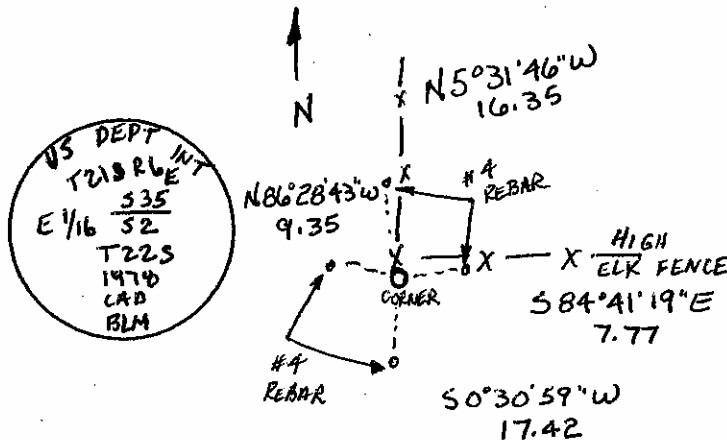 N
N5°31'46"W
16.35
US DEPT INT
T21S R6E
E 1/16 S35
S2
T22S
1978
CAD
BLM
N86°28'43"W
9.35
#4
REBAR
HIGH
ELK FENCE
CORNER
S84°41'19"E
7.77
#4
REBAR
S0°30'59"W
17.42